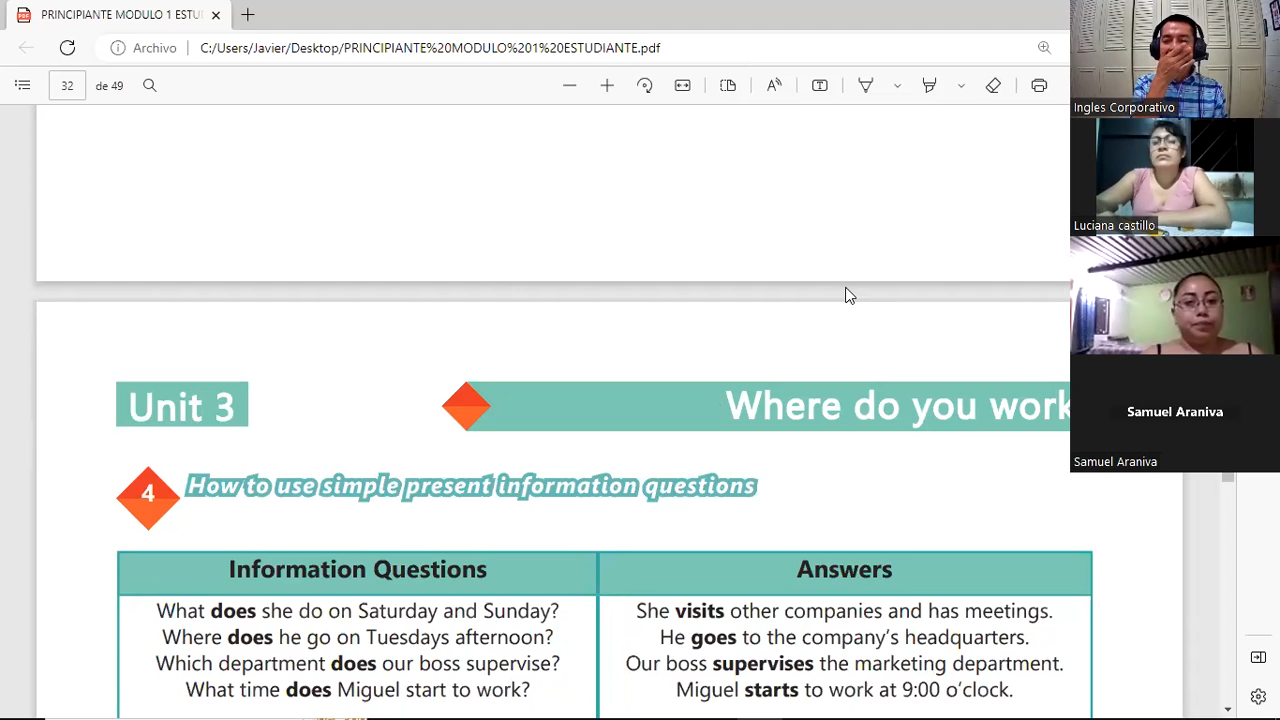 PRINCIPIANTE MODULO 1 ESTU
Archivo
C:/Users/Javier/Desktop/PRINCIPIANTE%20MODULO%201%20ESTUDIANTE.pdf
32 de 49
Unit 3
Where do you work
4
How to use simple present information questions
Information Questions
Answers
What does she do on Saturday and Sunday?
She visits other companies and has meetings.
Where does he go on Tuesdays afternoon?
He goes to the company's headquarters.
Which department does our boss supervise?
Our boss supervises the marketing department.
What time does Miguel start to work?
Miguel starts to work at 9:00 o'clock.
Ingles Corporativo
Luciana castillo
Samuel Araniva
Samuel Araniva